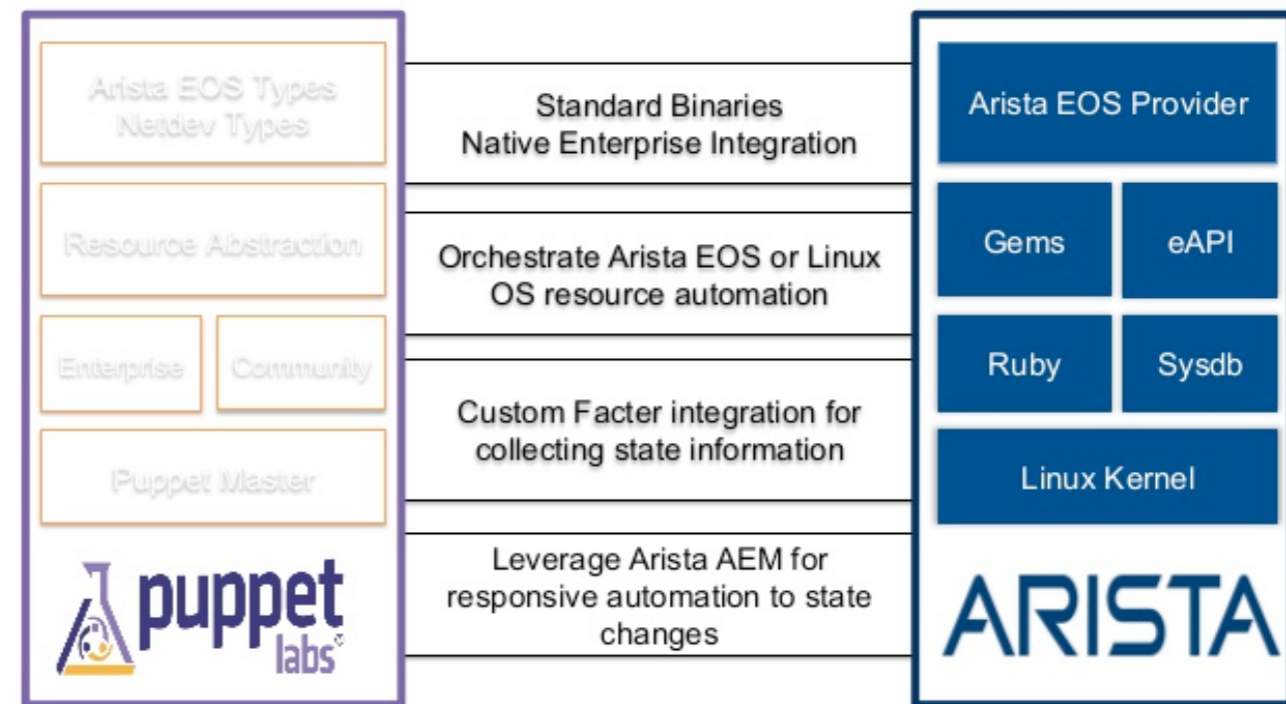 Arista EOS Types
Netdev Types
Resource Abstraction
Enterprise
Community
Puppet Master
puppet
labs
Standard Binaries
Native Enterprise Integration
Orchestrate Arista EOS or Linux
OS resource automation
Custom Facter integration for
collecting state information
Leverage Arista AEM for
responsive automation to state
changes
Arista EOS Provider
Gems
eAPI
Ruby
Sysdb
Linux Kernel
ARISTA